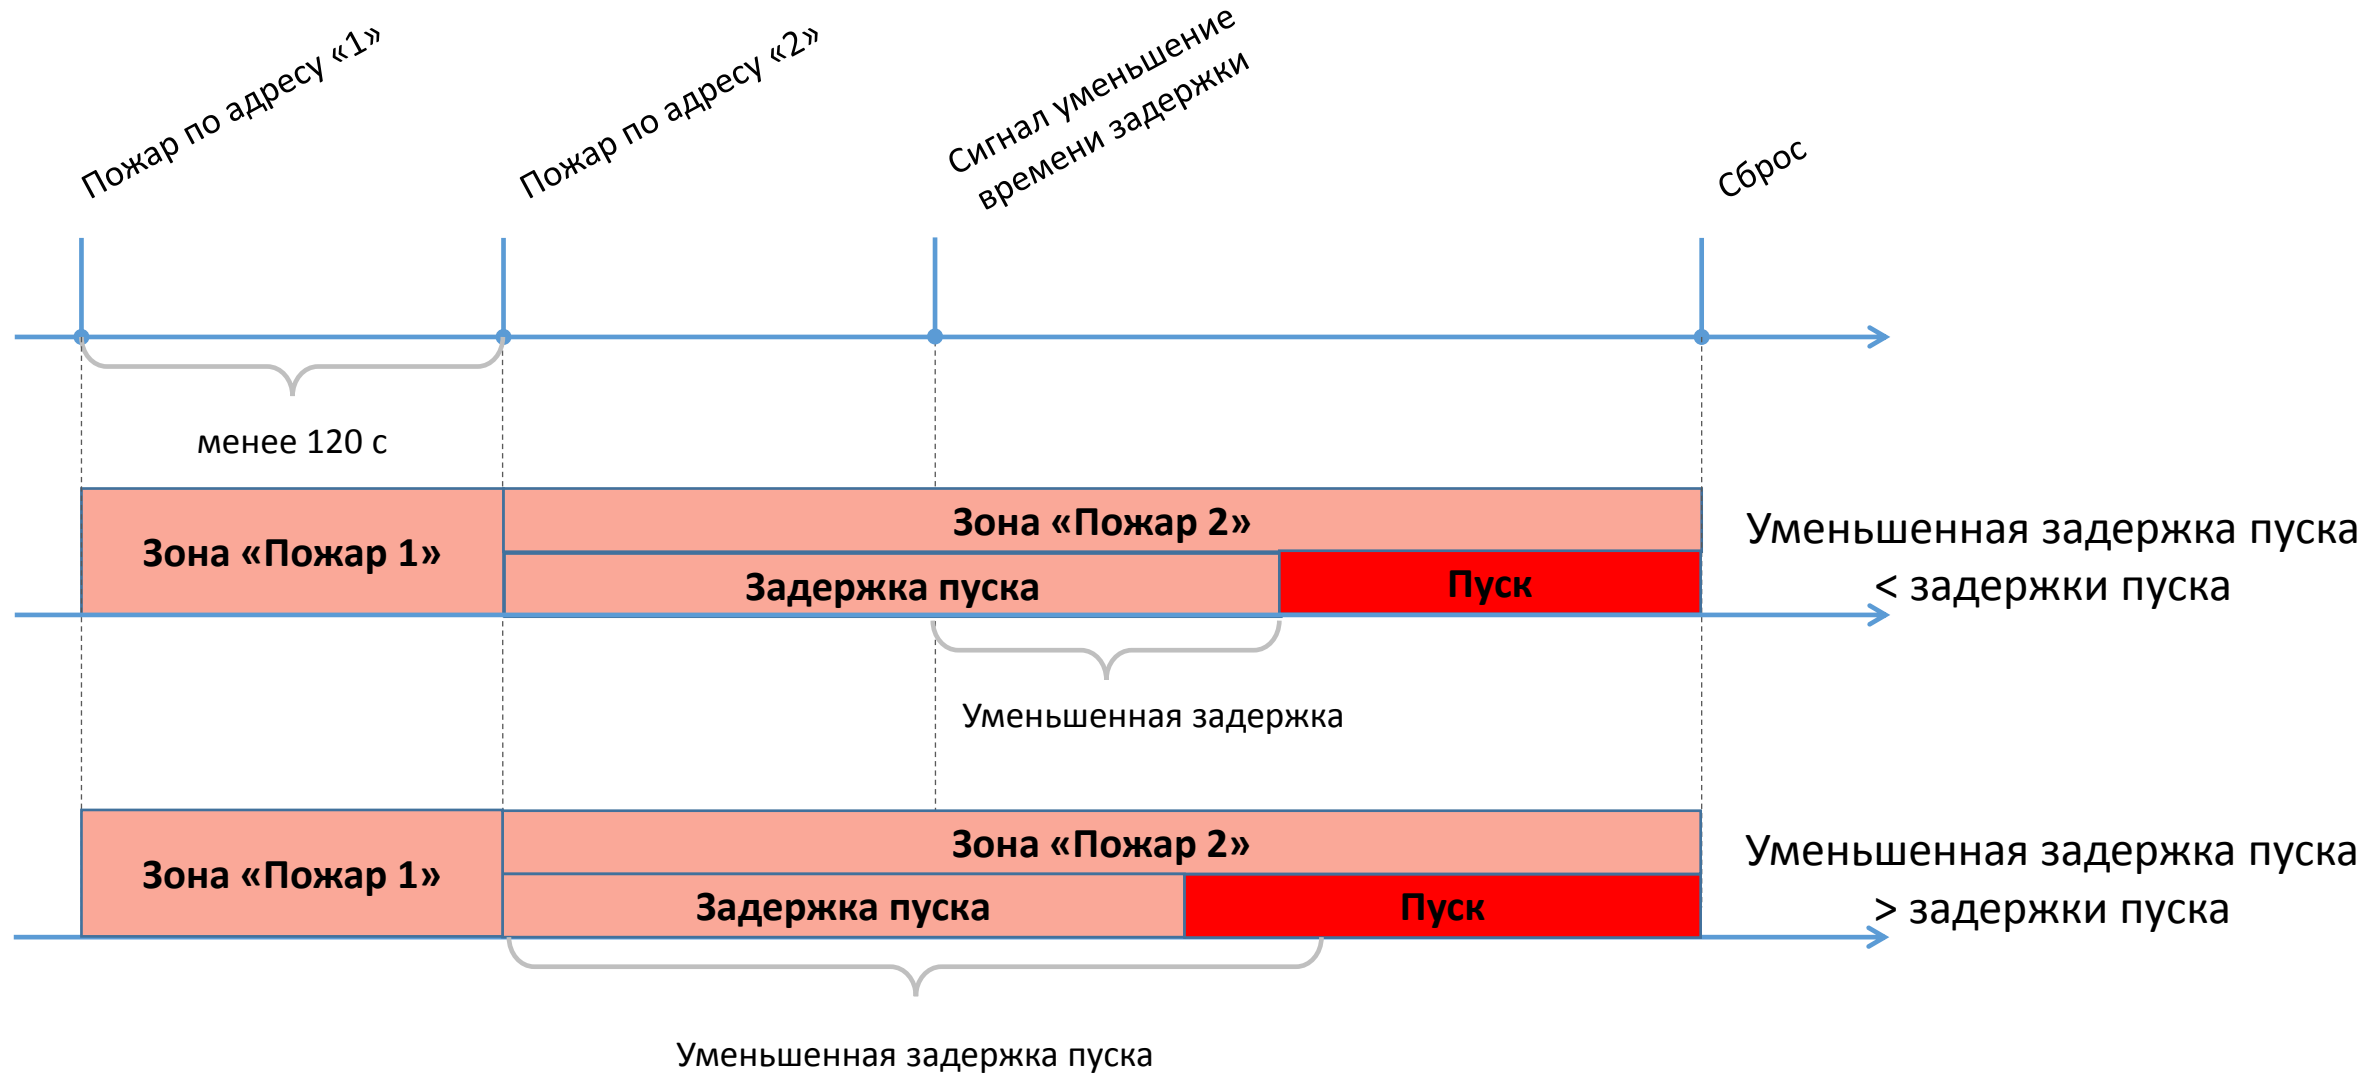 Пожар по адресу «1»
Пожар по адресу «2»
Сигнал уменьшение
времени задержки
Сброс
менее 120 с
Зона «Пожар 1»
Зона «Пожар 2»
Задержка пуска
Пуск
Уменьшенная задержка пуска
< задержки пуска
Уменьшенная задержка
Зона «Пожар 1»
Зона «Пожар 2»
Задержка пуска
Пуск
Уменьшенная задержка пуска
> задержки пуска
Уменьшенная задержка пуска